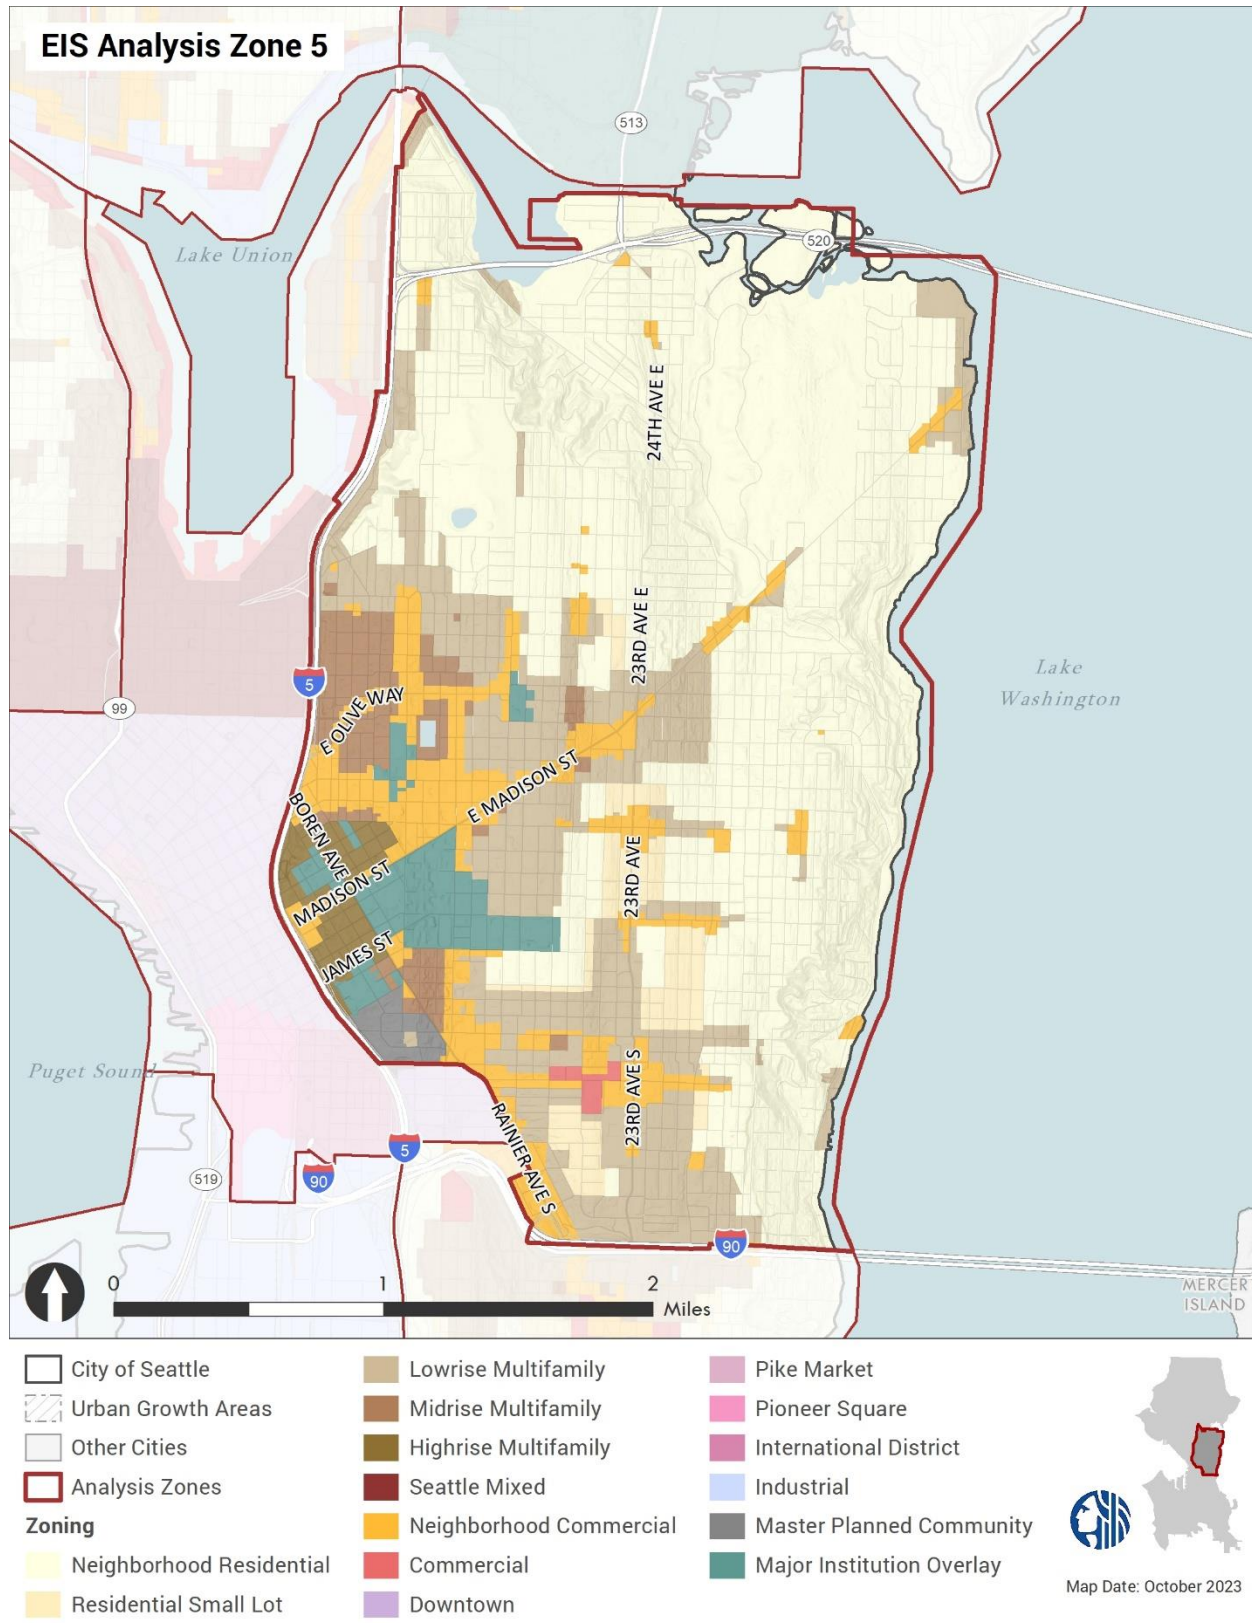 EIS Analysis Zone 5
513
520
Lake Union
24TH AVE E
23RD AVE E
5
99
Lake
Washington
E OLIVE WAY
E MADISON ST
BOREN AVE
MADISON ST
23RD AVE
JAMES ST
Puget Sound
23RD AVE S
RAINIER AVE S
5
90
519
90
0 1 2
Miles
MERCER
ISLAND
City of Seattle
Urban Growth Areas
Other Cities
Analysis Zones
Zoning
Neighborhood Residential
Residential Small Lot
Lowrise Multifamily
Midrise Multifamily
Highrise Multifamily
Seattle Mixed
Neighborhood Commercial
Commercial
Downtown
Pike Market
Pioneer Square
International District
Industrial
Master Planned Community
Major Institution Overlay
Map Date: October 2023